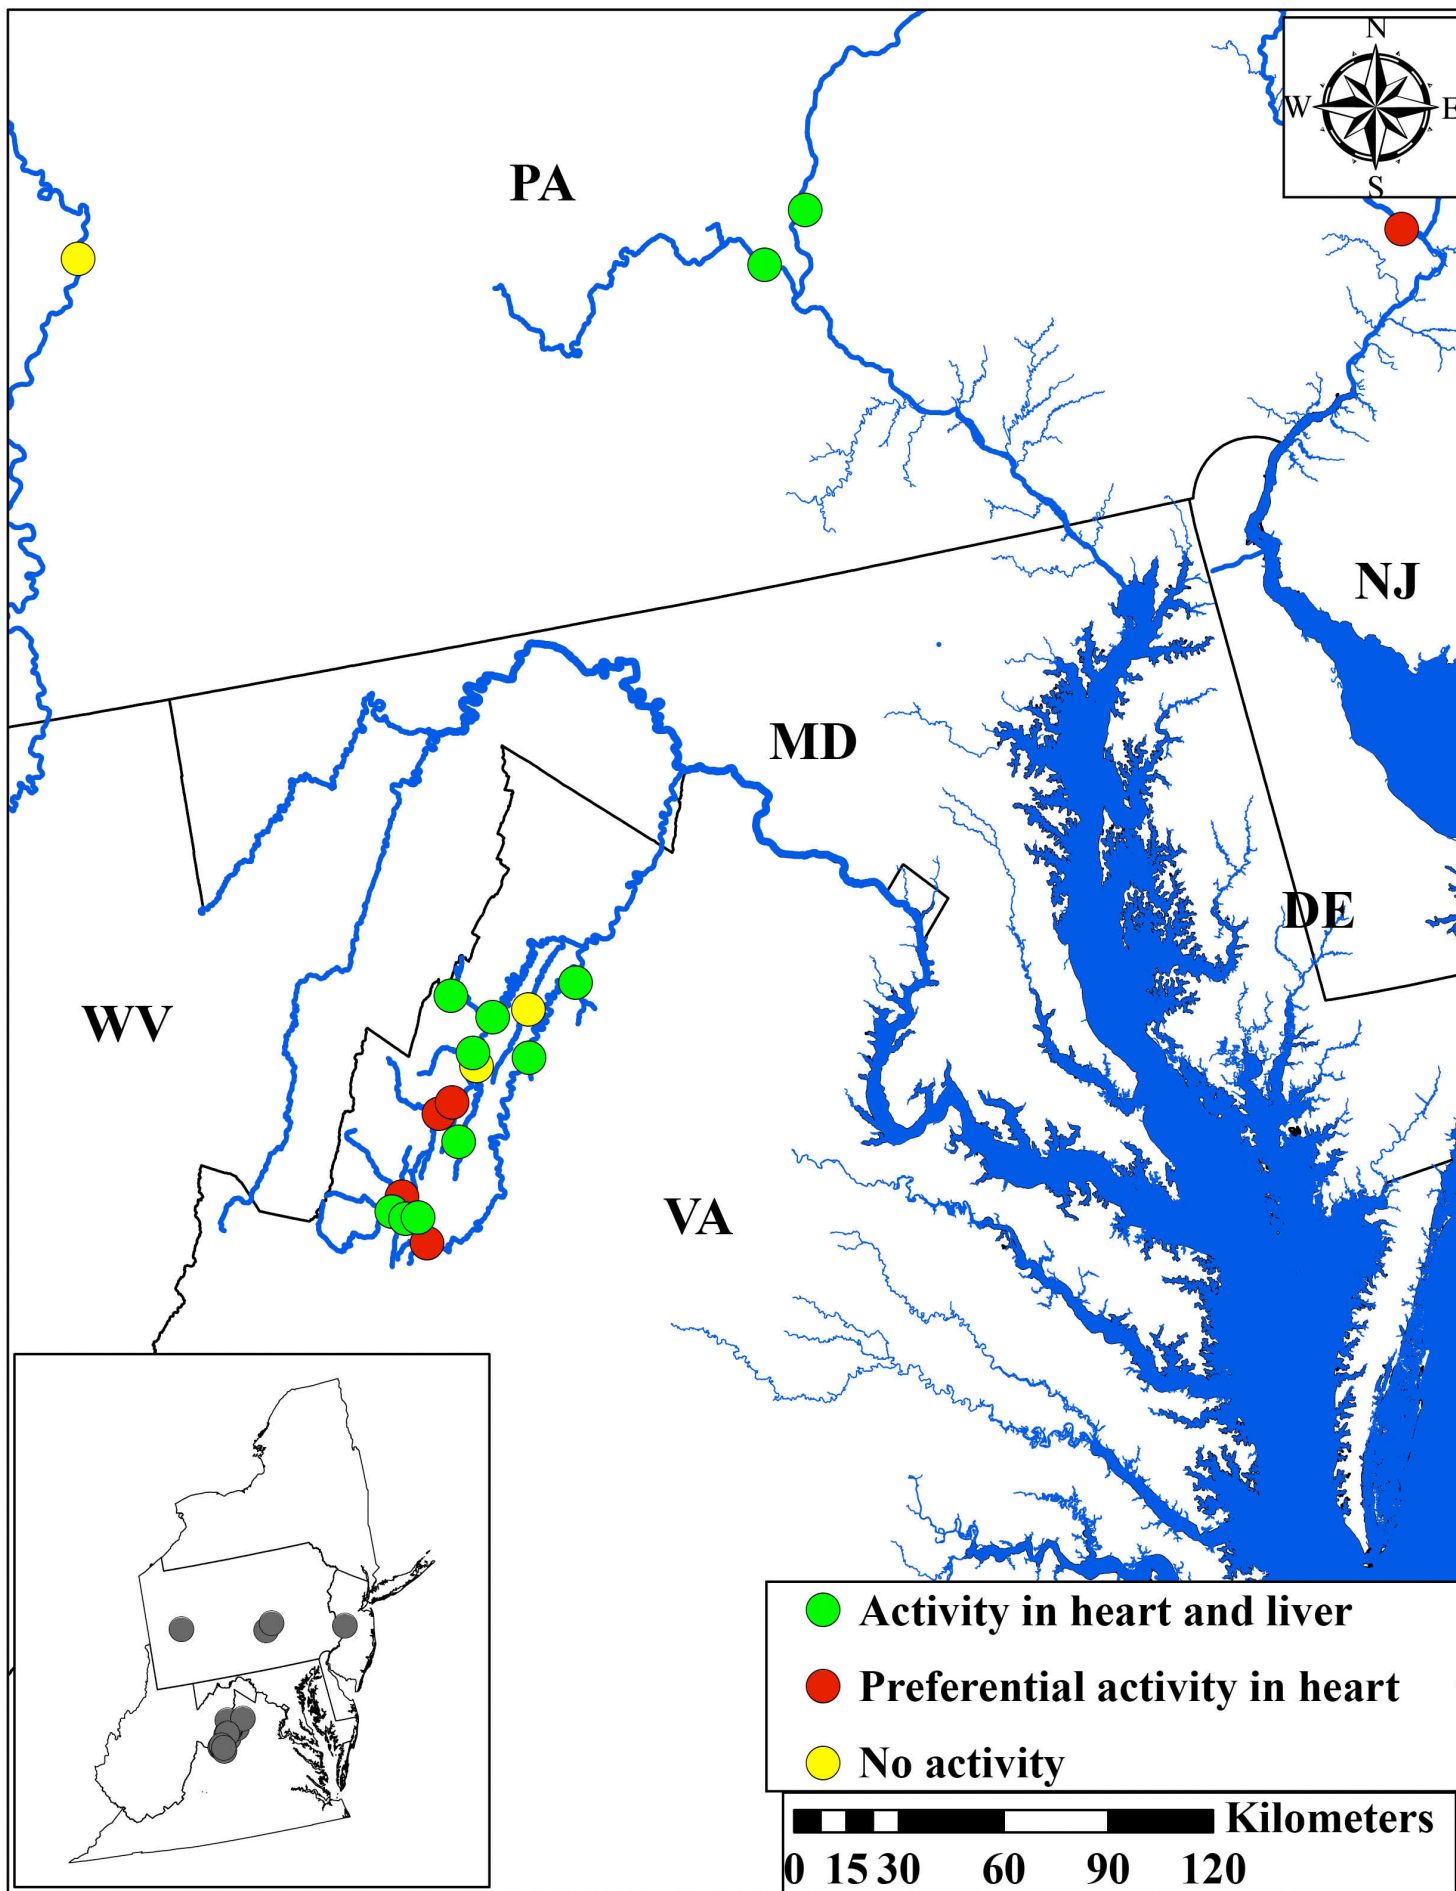 N
W E
S
PA
NJ
MD
DE
WV
VA
Activity in heart and liver
Preferential activity in heart
No activity
Kilometers
0 15 30 60 90 120